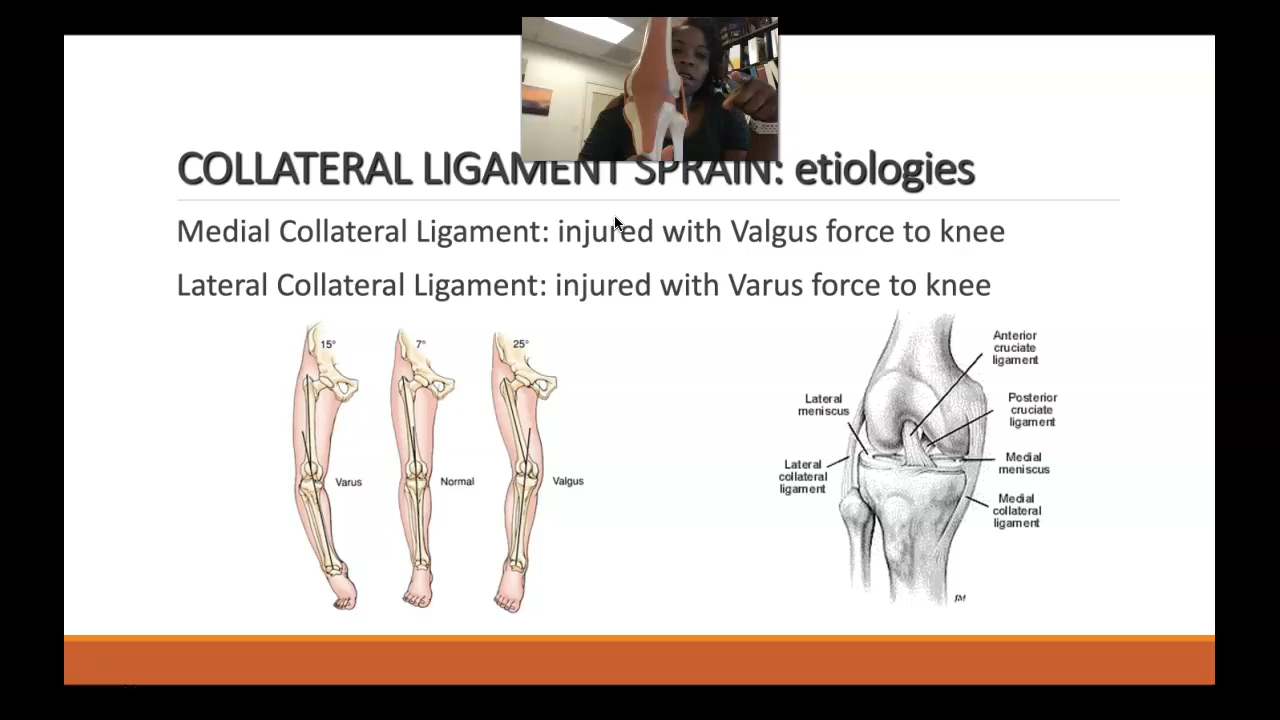 COLLATERAL LIGAMENT SPRAIN: etiologies
Medial Collateral Ligament: injured with Valgus force to knee
Lateral Collateral Ligament: injured with Varus force to knee
15°
7°
25°
Varus
Normal
Valgus
Anterior
cruciate
ligament
Lateral
meniscus
Posterior
cruciate
ligament
Lateral
collateral
ligament
Medial
meniscus
Medial
collateral
ligament